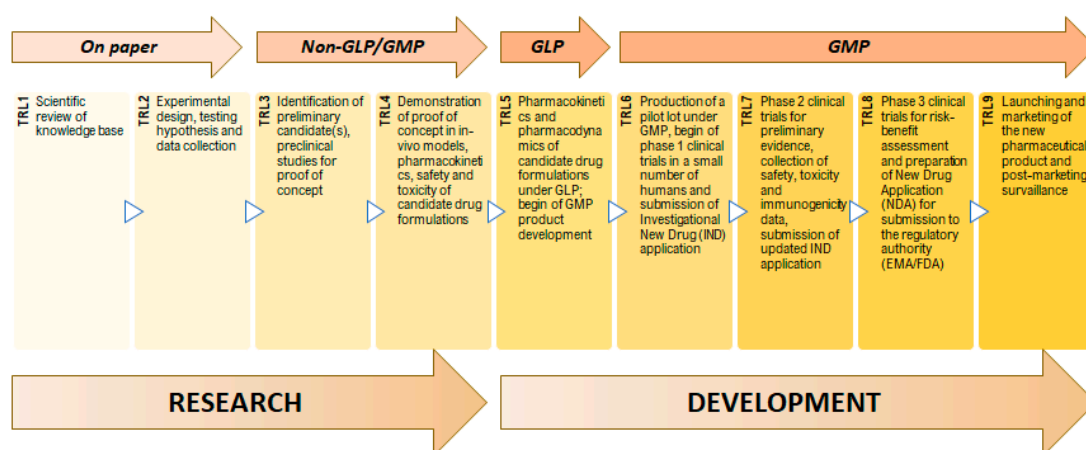 On paper
Non-GLP/GMP
GLP
GMP
TRL1
Scientific
review of
knowledge base
TRL2
Experimental
design, testing
hypothesis and
data collection
TRL3
Identification of
preliminary
candidate(s),
preclinical
studies for
proof of
concept
TRL4
Demonstration
of proof of
concept in in-
vivo models,
pharmacokineti
cs, safety and
toxicity of
candidate drug
formulations
TRL5
Pharmacokineti
cs and
pharmacodyna
mics of
candidate drug
formulations
under GLP;
begin of GMP
product
development
TRL6
Production of a
pilot lot under
GMP, begin of
phase 1 clinical
trials in a small
number of
humans and
submission of
Investigational
New Drug (IND)
application
TRL7
Phase 2 clinical
trials for
preliminary
evidence,
collection of
safety, toxicity
and
immunogenicity
data,
submission of
updated IND
application
TRL8
Phase 3 clinical
trials for risk-
benefit
assessment
and preparation
of New Drug
Application
(NDA) for
submission to
the regulatory
authority
(EMA/FDA)
TRL9
Launching and
marketing of
the new
pharmaceutical
product and
post-marketing
survaillance
RESEARCH
DEVELOPMENT